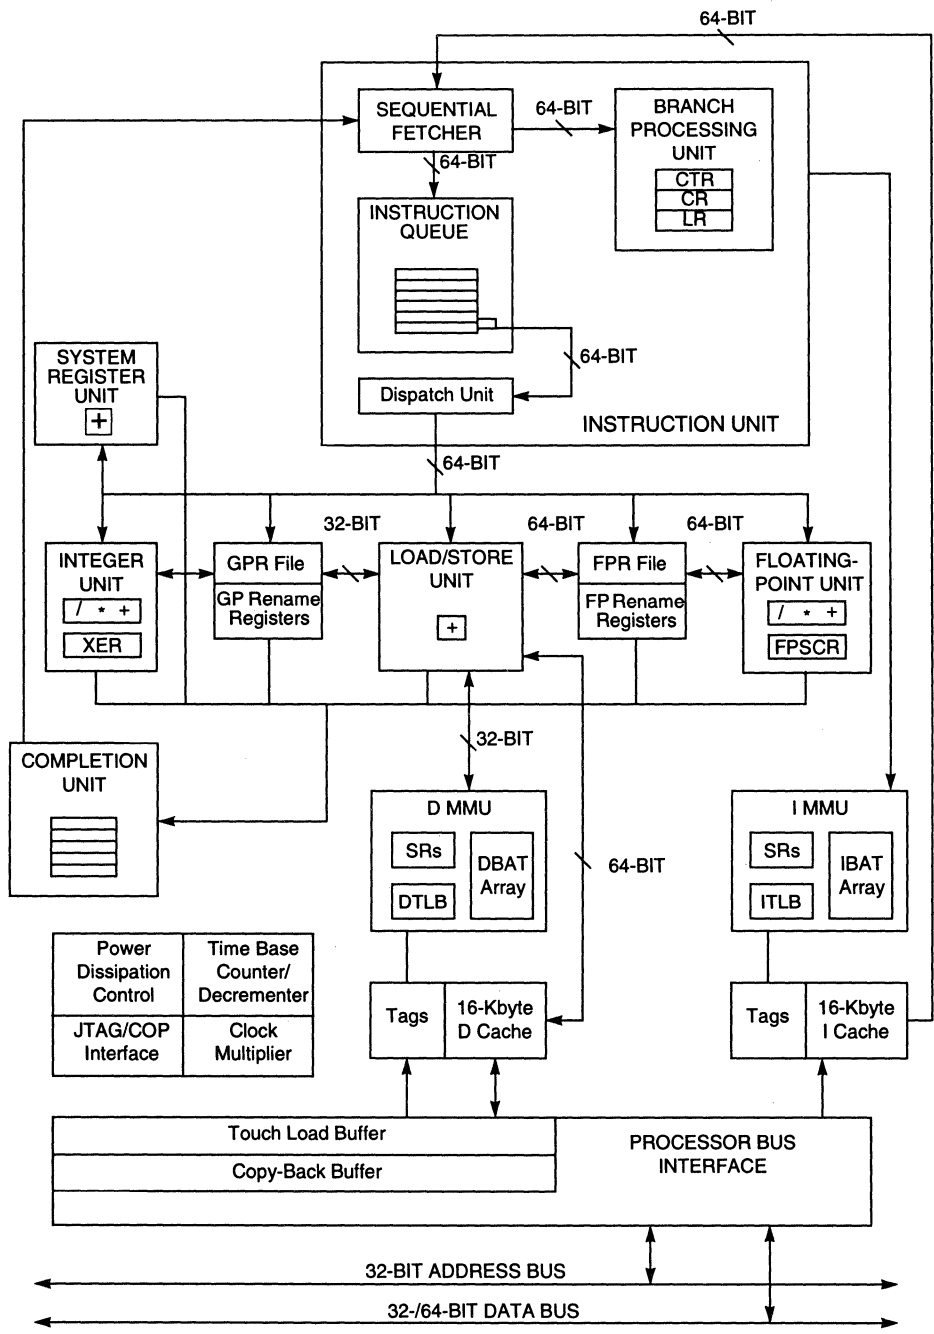 64-BIT
SEQUENTIAL
FETCHER
64-BIT
BRANCH
PROCESSING
UNIT
CTR
CR
LR
64-BIT
INSTRUCTION
QUEUE
64-BIT
Dispatch Unit
INSTRUCTION UNIT
SYSTEM
REGISTER
UNIT
+
64-BIT
32-BIT
64-BIT
64-BIT
INTEGER
UNIT
/ * +
XER
GPR File
GP Rename
Registers
LOAD/STORE
UNIT
+
FPR File
FP Rename
Registers
FLOATING-
POINT UNIT
/ * +
FPSCR
32-BIT
COMPLETION
UNIT
D MMU
SRs
DTLB
DBAT
Array
64-BIT
I MMU
SRs
ITLB
IBAT
Array
Power
Dissipation
Control
Time Base
Counter/
Decrementer
JTAG/COP
Interface
Clock
Multiplier
Tags
16-Kbyte
D Cache
Tags
16-Kbyte
I Cache
Touch Load Buffer
Copy-Back Buffer
PROCESSOR BUS
INTERFACE
32-BIT ADDRESS BUS
32-/64-BIT DATA BUS